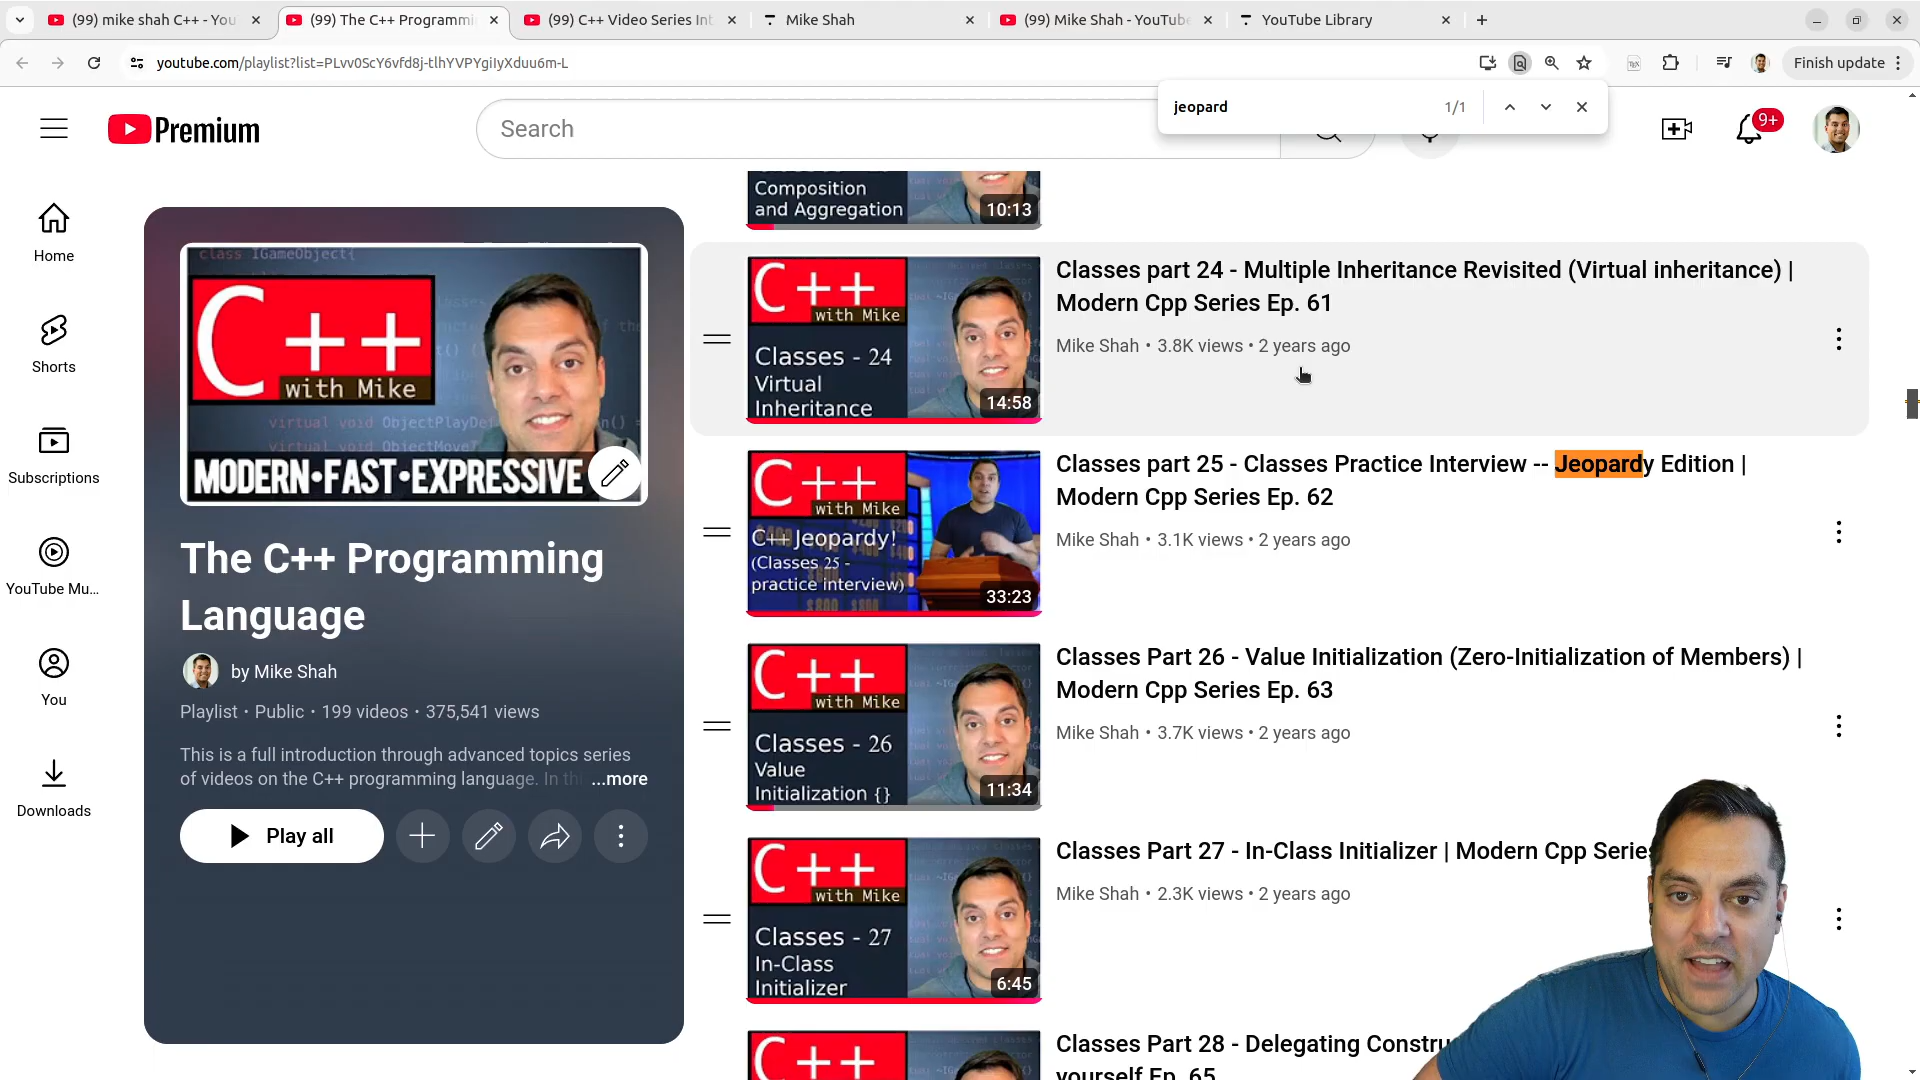 (99) mike shah C++ - You
(99) The C++ Programmi
(99) C++ Video Series Int
Mike Shah
(99) Mike Shah - YouTube
YouTube Library
youtube.com/playlist?list=PLvv0ScY6vfd8j-tlhYVPYgiIyXduu6m-L
Finish update
jeopard
1/1
Premium
Search
9+
Home
Shorts
Subscriptions
YouTube Mu...
You
Downloads
class IGameObject{
C++
with Mike
MODERN•FAST•EXPRESSIVE
The C++ Programming
Language
by Mike Shah
Playlist • Public • 199 videos • 375,541 views
This is a full introduction through advanced topics series
of videos on the C++ programming language. In thi ...more
Play all
Composition
and Aggregation
10:13
C++
with Mike
Classes - 24
Virtual
Inheritance
14:58
Classes part 24 - Multiple Inheritance Revisited (Virtual inheritance) |
Modern Cpp Series Ep. 61
Mike Shah • 3.8K views • 2 years ago
C++
with Mike
C++ Jeopardy!
(Classes 25 -
practice interview)
33:23
Classes part 25 - Classes Practice Interview -- Jeopardy Edition |
Modern Cpp Series Ep. 62
Mike Shah • 3.1K views • 2 years ago
C++
with Mike
Classes - 26
Value
Initialization {}
11:34
Classes Part 26 - Value Initialization (Zero-Initialization of Members) |
Modern Cpp Series Ep. 63
Mike Shah • 3.7K views • 2 years ago
C++
with Mike
Classes - 27
In-Class
Initializer
6:45
Classes Part 27 - In-Class Initializer | Modern Cpp Series
Mike Shah • 2.3K views • 2 years ago
Classes Part 28 - Delegating Constru
yourself Ep. 65